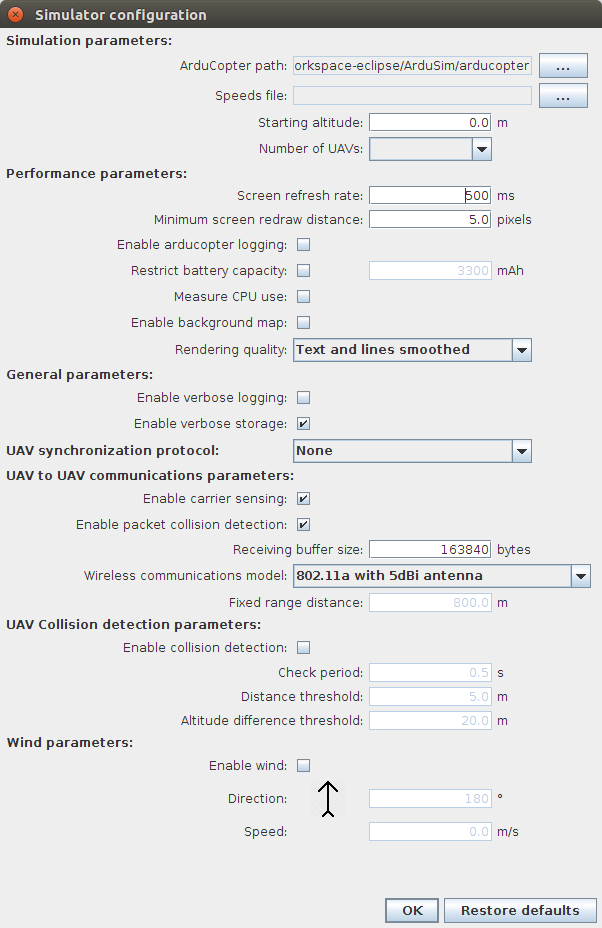 Simulator configuration
Simulation parameters:
ArduCopter path: orkspace-eclipse/ArduSim/arducopter ...
Speeds file: ...
Starting altitude: 0.0 m
Number of UAVs:
Performance parameters:
Screen refresh rate: 500 ms
Minimum screen redraw distance: 5.0 pixels
Enable arducopter logging:
Restrict battery capacity: 3300 mAh
Measure CPU use:
Enable background map:
Rendering quality: Text and lines smoothed
General parameters:
Enable verbose logging:
Enable verbose storage:
UAV synchronization protocol: None
UAV to UAV communications parameters:
Enable carrier sensing:
Enable packet collision detection:
Receiving buffer size: 163840 bytes
Wireless communications model: 802.11a with 5dBi antenna
Fixed range distance: 800.0 m
UAV Collision detection parameters:
Enable collision detection:
Check period: 0.5 s
Distance threshold: 5.0 m
Altitude difference threshold: 20.0 m
Wind parameters:
Enable wind:
Direction: 180 °
Speed: 0.0 m/s
OK Restore defaults